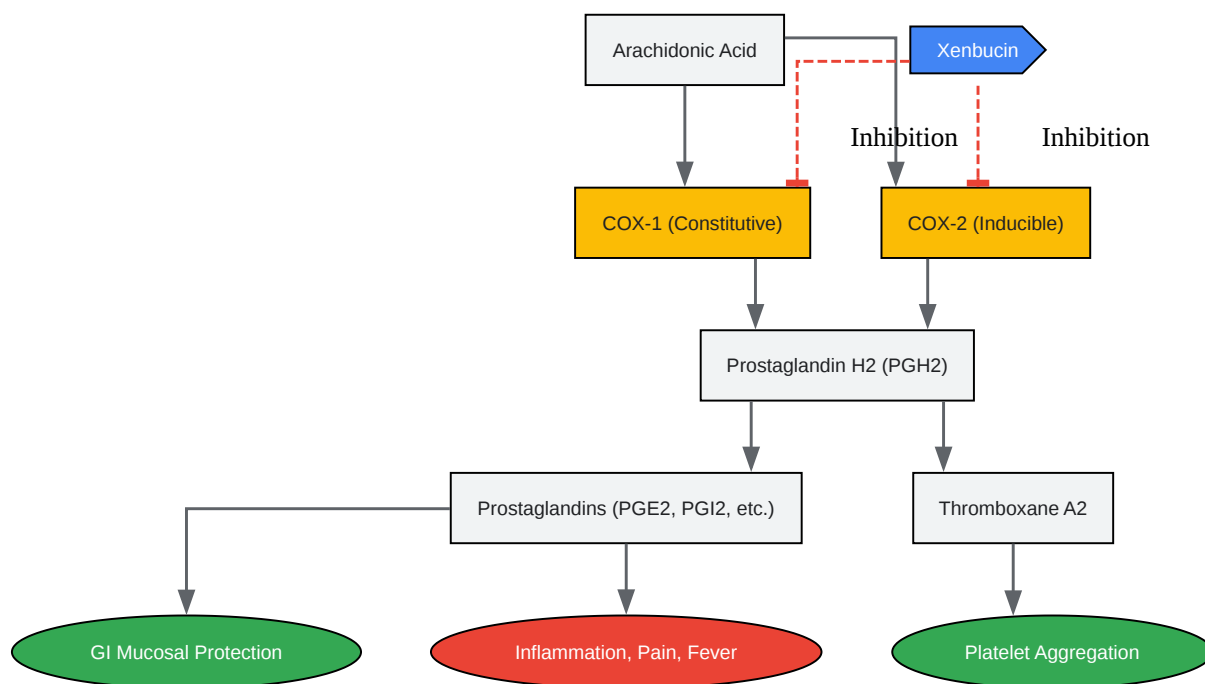 Arachidonic Acid
Xenbucin
Inhibition
Inhibition
COX-1 (Constitutive)
COX-2 (Inducible)
Prostaglandin H2 (PGH2)
Prostaglandins (PGE2, PGI2, etc.)
Thromboxane A2
GI Mucosal Protection
Inflammation, Pain, Fever
Platelet Aggregation